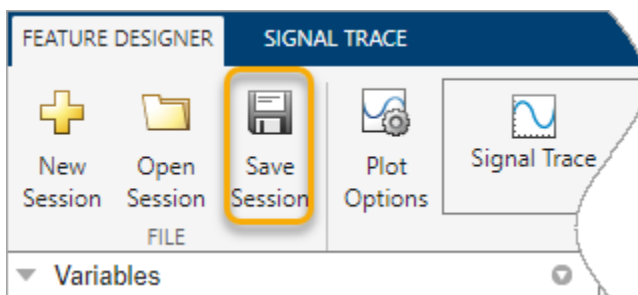 FEATURE DESIGNER SIGNAL TRACE
New Session
Open Session
Save Session
Plot Options
Signal Trace
FILE
Variables